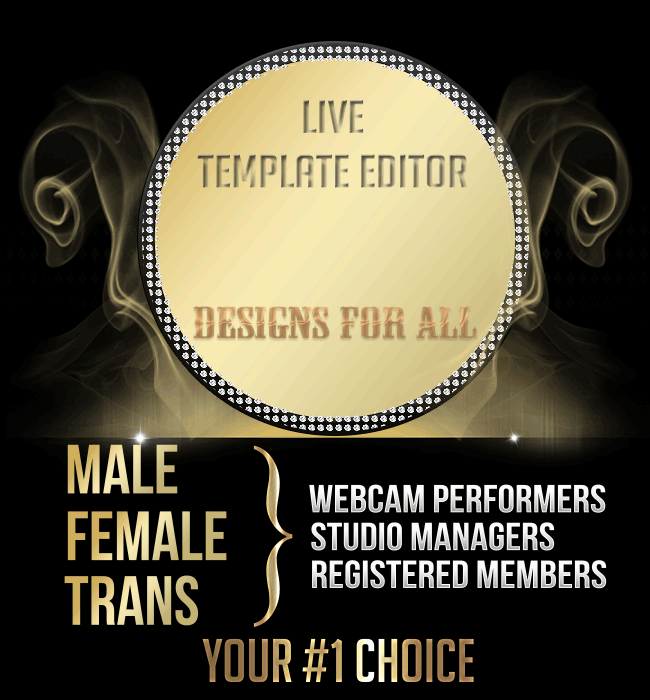 LIVE
TEMPLATE EDITOR
DESIGNS FOR ALL
MALE
FEMALE
TRANS
WEBCAM PERFORMERS
STUDIO MANAGERS
REGISTERED MEMBERS
YOUR #1 CHOICE